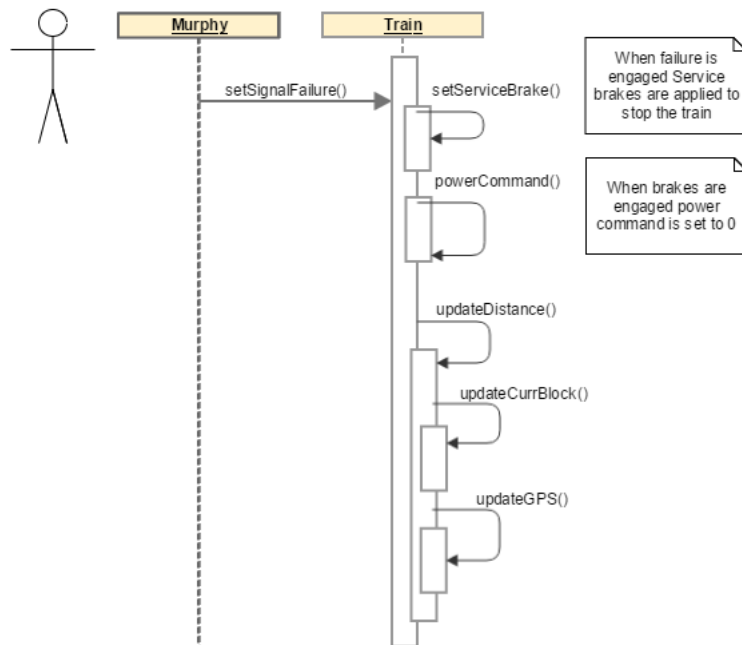 Murphy
Train
setSignalFailure()
setServiceBrake()
When failure is
engaged Service
brakes are applied to
stop the train
powerCommand()
When brakes are
engaged power
command is set to 0
updateDistance()
updateCurrBlock()
updateGPS()